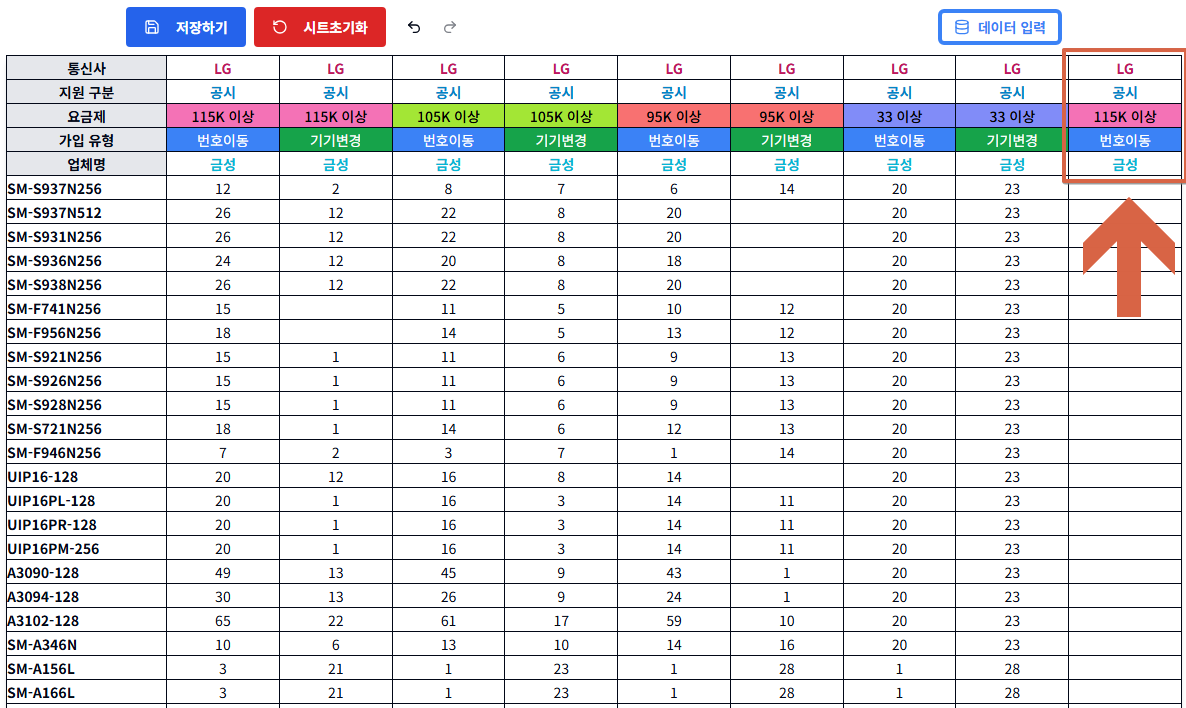 저장하기 시트초기화 데이터 입력
통신사 LG LG LG LG LG LG LG LG LG
지원 구분 공시 공시 공시 공시 공시 공시 공시 공시 공시
요금제 115K 이상 115K 이상 105K 이상 105K 이상 95K 이상 95K 이상 33 이상 33 이상 115K 이상
가입 유형 번호이동 기기변경 번호이동 기기변경 번호이동 기기변경 번호이동 기기변경 번호이동
업체명 금성 금성 금성 금성 금성 금성 금성 금성 금성
SM-S937N256 12 2 8 7 6 14 20 23
SM-S937N512 26 12 22 8 20 20 23
SM-S931N256 26 12 22 8 20 20 23
SM-S936N256 24 12 20 8 18 20 23
SM-S938N256 26 12 22 8 20 20 23
SM-F741N256 15 11 5 10 12 20 23
SM-F956N256 18 14 5 13 12 20 23
SM-S921N256 15 1 11 6 9 13 20 23
SM-S926N256 15 1 11 6 9 13 20 23
SM-S928N256 15 1 11 6 9 13 20 23
SM-S721N256 18 1 14 6 12 13 20 23
SM-F946N256 7 2 3 7 1 14 20 23
UIP16-128 20 12 16 8 14 20 23
UIP16PL-128 20 1 16 3 14 11 20 23
UIP16PR-128 20 1 16 3 14 11 20 23
UIP16PM-256 20 1 16 3 14 11 20 23
A3090-128 49 13 45 9 43 1 20 23
A3094-128 30 13 26 9 24 1 20 23
A3102-128 65 22 61 17 59 10 20 23
SM-A346N 10 6 13 10 14 16 20 23
SM-A156L 3 21 1 23 1 28 1 28
SM-A166L 3 21 1 23 1 28 1 28